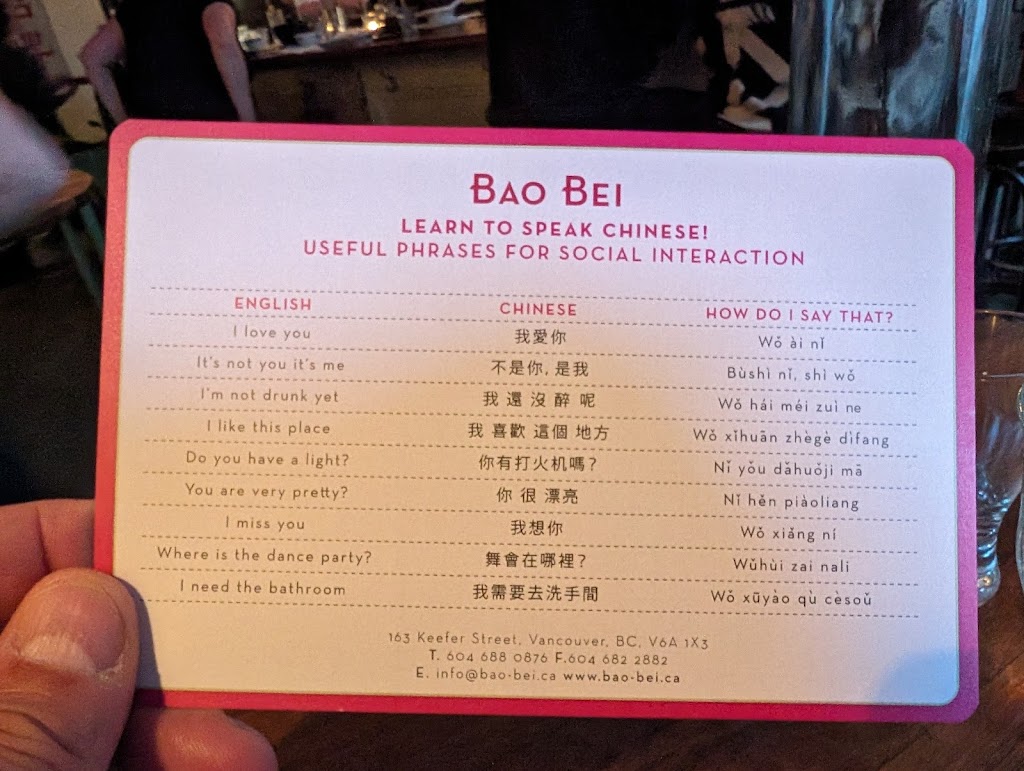 BAO BEI
LEARN TO SPEAK CHINESE!
USEFUL PHRASES FOR SOCIAL INTERACTION
ENGLISH CHINESE HOW DO I SAY THAT?
I love you 我愛你 Wǒ ài nǐ
It's not you it's me 不是你, 是我 Bùshì nǐ, shì wǒ
I'm not drunk yet 我 還 沒 醉 呢 Wǒ hái méi zuì ne
I like this place 我 喜歡 這個 地方 Wǒ xǐhuān zhègè dìfang
Do you have a light? 你有打火机嗎? Nǐ yǒu dǎhuǒji mā
You are very pretty? 你 很 漂亮 Nǐ hěn piàoliang
I miss you 我想你 Wǒ xiǎng ní
Where is the dance party? 舞會在哪裡? Wǔhùi zai nali
I need the bathroom 我需要去洗手間 Wǒ xūyào qù cèsoǔ
163 Keefer Street, Vancouver, BC, V6A 1X3
T. 604 688 0876 F.604 682 2882
E. info@bao-bei.ca www.bao-bei.ca